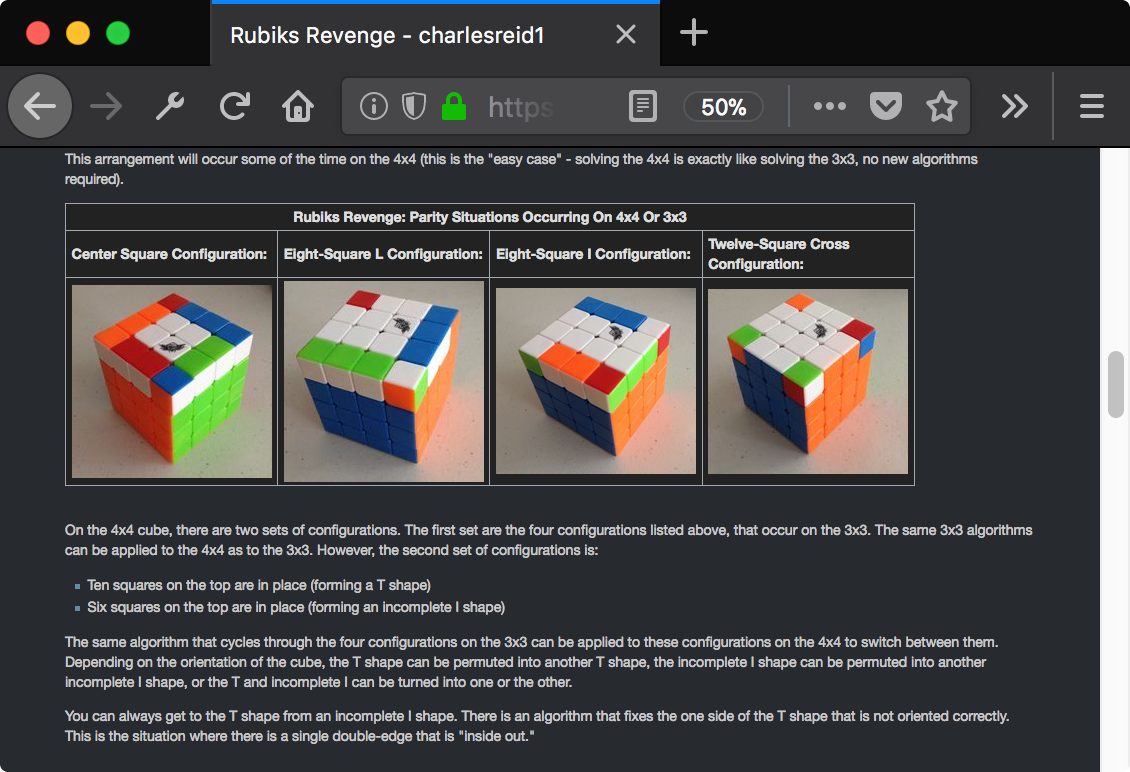 Rubiks Revenge - charlesreid1
https
50%
This arrangement will occur some of the time on the 4x4 (this is the "easy case" - solving the 4x4 is exactly like solving the 3x3, no new algorithms
required).
Rubiks Revenge: Parity Situations Occurring On 4x4 Or 3x3
Center Square Configuration:
Eight-Square L Configuration:
Eight-Square I Configuration:
Twelve-Square Cross
Configuration:
On the 4x4 cube, there are two sets of configurations. The first set are the four configurations listed above, that occur on the 3x3. The same 3x3 algorithms
can be applied to the 4x4 as to the 3x3. However, the second set of configurations is:
Ten squares on the top are in place (forming a T shape)
Six squares on the top are in place (forming an incomplete I shape)
The same algorithm that cycles through the four configurations on the 3x3 can be applied to these configurations on the 4x4 to switch between them.
Depending on the orientation of the cube, the T shape can be permuted into another T shape, the incomplete I shape can be permuted into another
incomplete I shape, or the T and incomplete I can be turned into one or the other.
You can always get to the T shape from an incomplete I shape. There is an algorithm that fixes the one side of the T shape that is not oriented correctly.
This is the situation where there is a single double-edge that is "inside out."